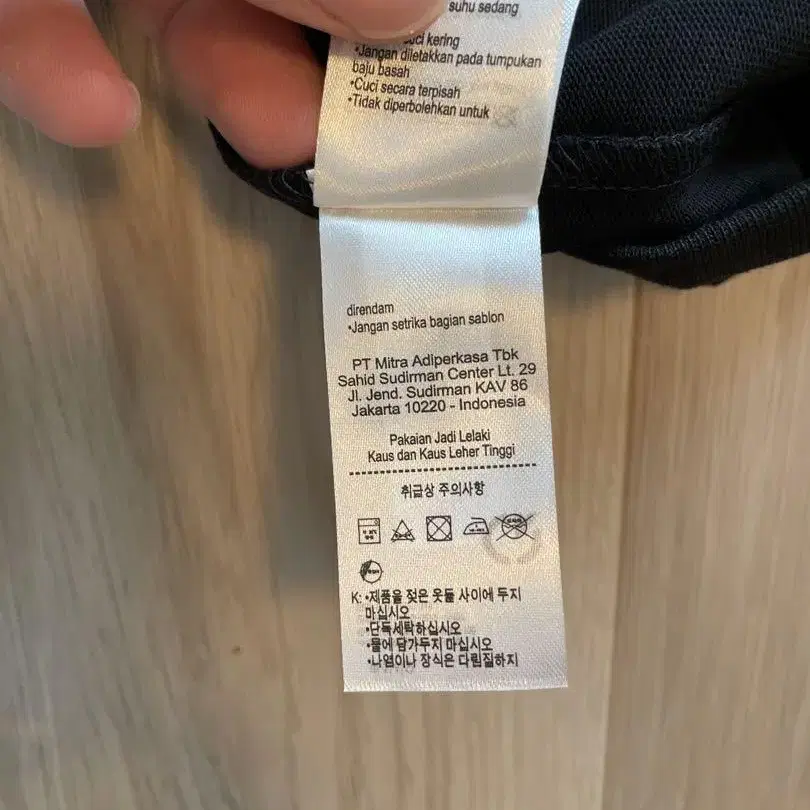 suhu sedang
cuci kering
•Jangan diletakkan pada tumpukan
baju basah
•Cuci secara terpisah
•Tidak diperbolehkan untuk
direndam
•Jangan setrika bagian sablon
PT Mitra Adiperkasa Tbk
Sahid Sudirman Center Lt. 29
Jl. Jend. Sudirman KAV 86
Jakarta 10220 - Indonesia
Pakaian Jadi Lelaki
Kaus dan Kaus Leher Tinggi
취급상 주의사항
K: •제품을 젖은 옷들 사이에 두지
마십시오
•단독세탁하십시오
•물에 담가두지 마십시오
•나염이나 장식은 다림질하지